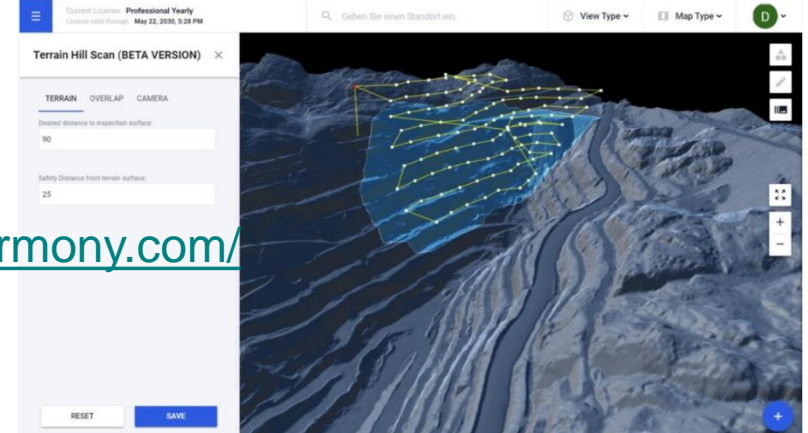 Current License: Professional Yearly
License valid through: May 22, 2030, 5:28 PM
Geben Sie einen Standort ein.
View Type
Map Type
D
Terrain Hill Scan (BETA VERSION) ×
TERRAIN OVERLAP CAMERA
Desired distance to inspection surface:
90
Safety Distance from terrain surface:
25
rmony.com/
RESET SAVE